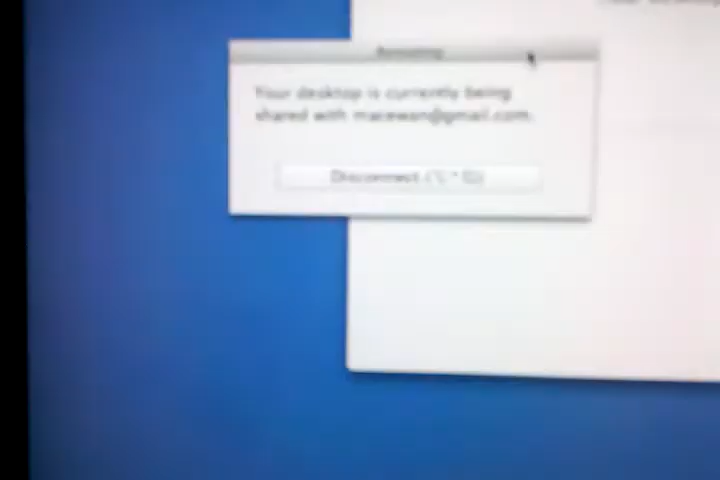 Your desktop is currently being
shared with macewan@gmail.com.
Disconnect